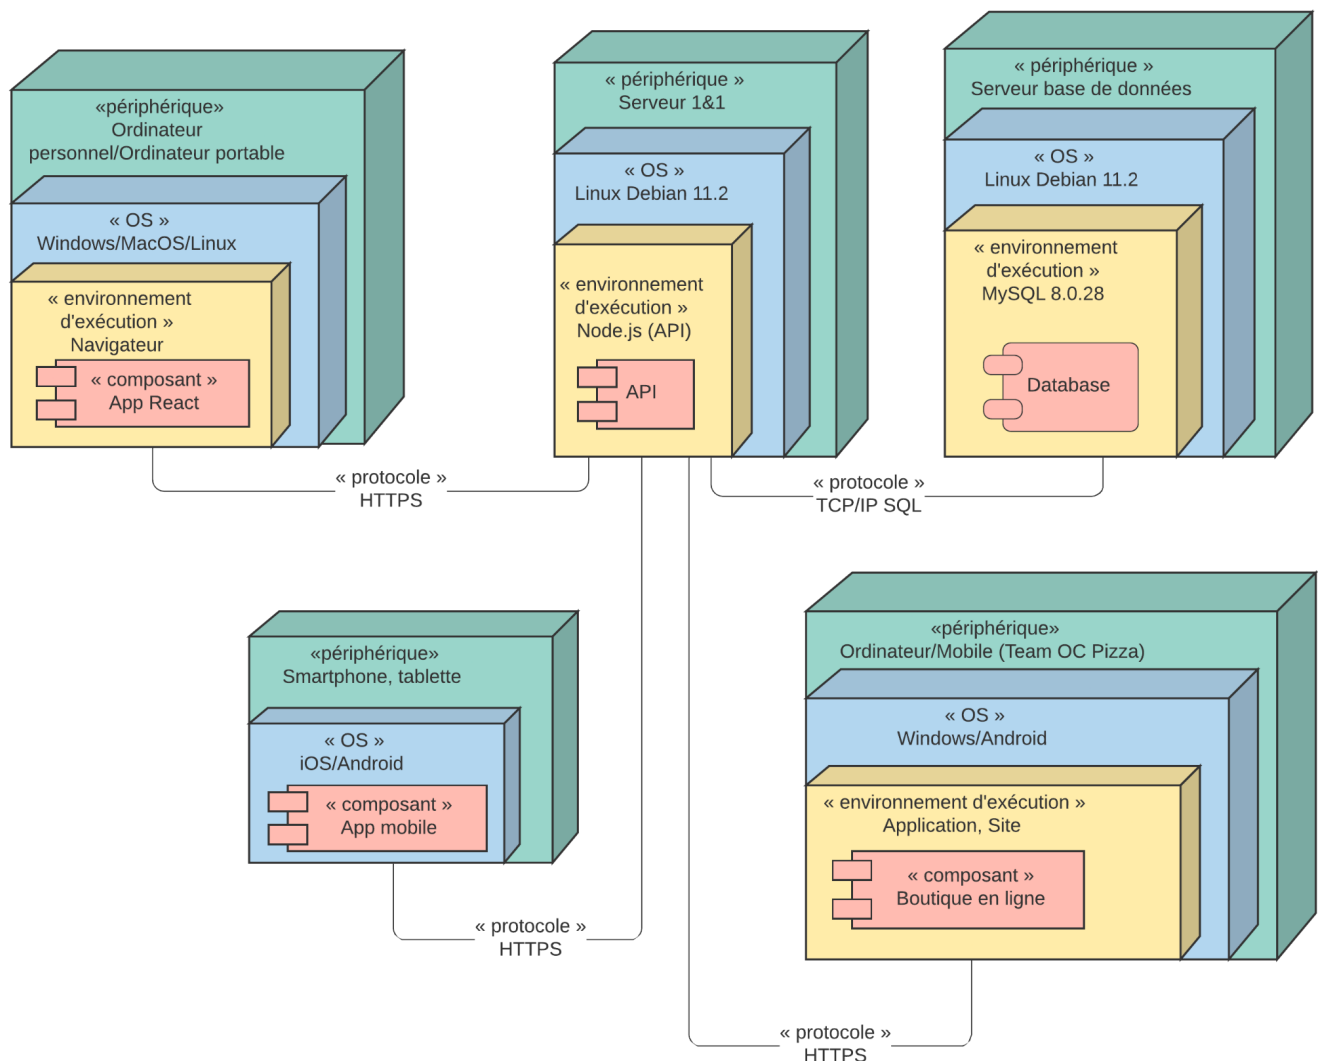 «périphérique»
Ordinateur
personnel/Ordinateur portable
« OS »
Windows/MacOS/Linux
« environnement
d'exécution »
Navigateur
« composant »
App React
« périphérique »
Serveur 1&1
« OS »
Linux Debian 11.2
« environnement
d'exécution »
Node.js (API)
API
« périphérique »
Serveur base de données
« OS »
Linux Debian 11.2
« environnement
d'exécution »
MySQL 8.0.28
Database
« protocole »
HTTPS
« protocole »
TCP/IP SQL
«périphérique»
Smartphone, tablette
« OS »
iOS/Android
« composant »
App mobile
« protocole »
HTTPS
«périphérique»
Ordinateur/Mobile (Team OC Pizza)
« OS »
Windows/Android
« environnement d'exécution »
Application, Site
« composant »
Boutique en ligne
« protocole »
HTTPS